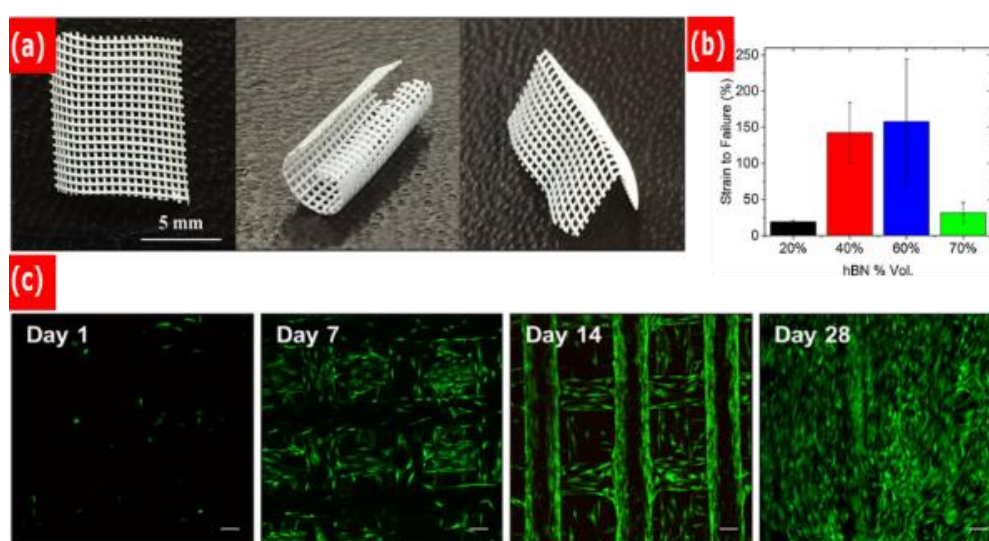 (a)
5 mm
(b)
Strain to Failure (%)
250
200
150
100
50
0
20% 40% 60% 70%
hBN % Vol.
(c)
Day 1 Day 7 Day 14 Day 28